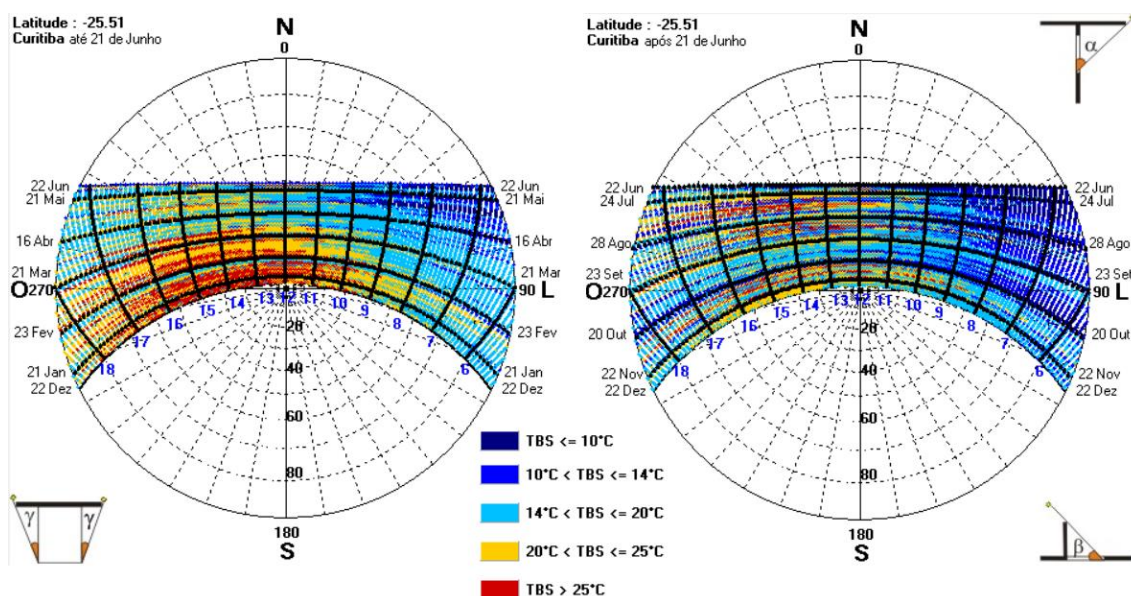 Latitude : -25.51
Curitiba até 21 de Junho
N
0
22 Jun
21 Mai
16 Abr
21 Mar
O 270
23 Fev
21 Jan
22 Dez
22 Jun
21 Mai
16 Abr
21 Mar
90 L
23 Fev
21 Jan
22 Dez
18
17
16
15
14
13
12
11
10
9
8
7
6
20
40
60
80
180
S
γ γ
Latitude : -25.51
Curitiba após 21 de Junho
N
0
α
22 Jun
24 Jul
28 Ago
23 Set
O 270
20 Out
22 Nov
22 Dez
22 Jun
24 Jul
28 Ago
23 Set
90 L
20 Out
22 Nov
22 Dez
18
17
16
15
14
13
12
11
10
9
8
7
6
20
40
60
80
180
S
β
TBS <= 10°C
10°C < TBS <= 14°C
14°C < TBS <= 20°C
20°C < TBS <= 25°C
TBS > 25°C